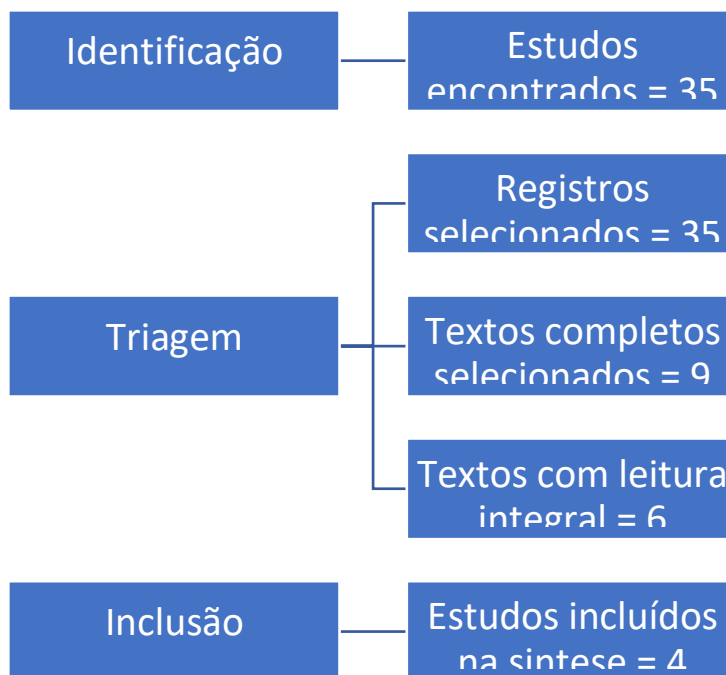 Identificação
Estudos
encontrados = 35
Registros
selecionados = 35
Triagem
Textos completos
selecionados = 9
Textos com leitura
integral = 6
Inclusão
Estudos incluídos
na sintese = 4